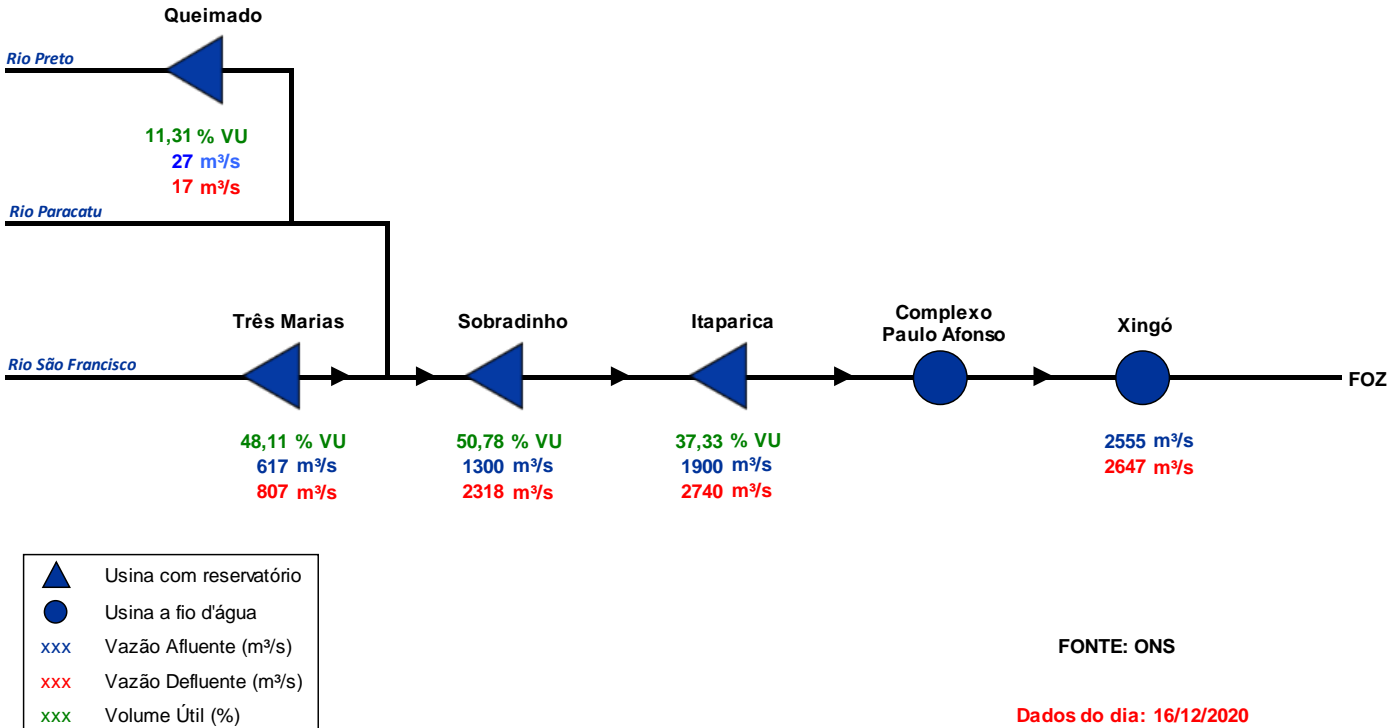 Queimado
Rio Preto
11,31 % VU
27 m³/s
17 m³/s
Rio Paracatu
Três Marias
Sobradinho
Itaparica
Complexo
Paulo Afonso
Xingó
Rio São Francisco
FOZ
48,11 % VU
617 m³/s
807 m³/s
50,78 % VU
1300 m³/s
2318 m³/s
37,33 % VU
1900 m³/s
2740 m³/s
2555 m³/s
2647 m³/s
Usina com reservatório
Usina a fio d'água
xxx Vazão Afluente (m³/s)
xxx Vazão Defluente (m³/s)
xxx Volume Útil (%)
FONTE: ONS
Dados do dia: 16/12/2020